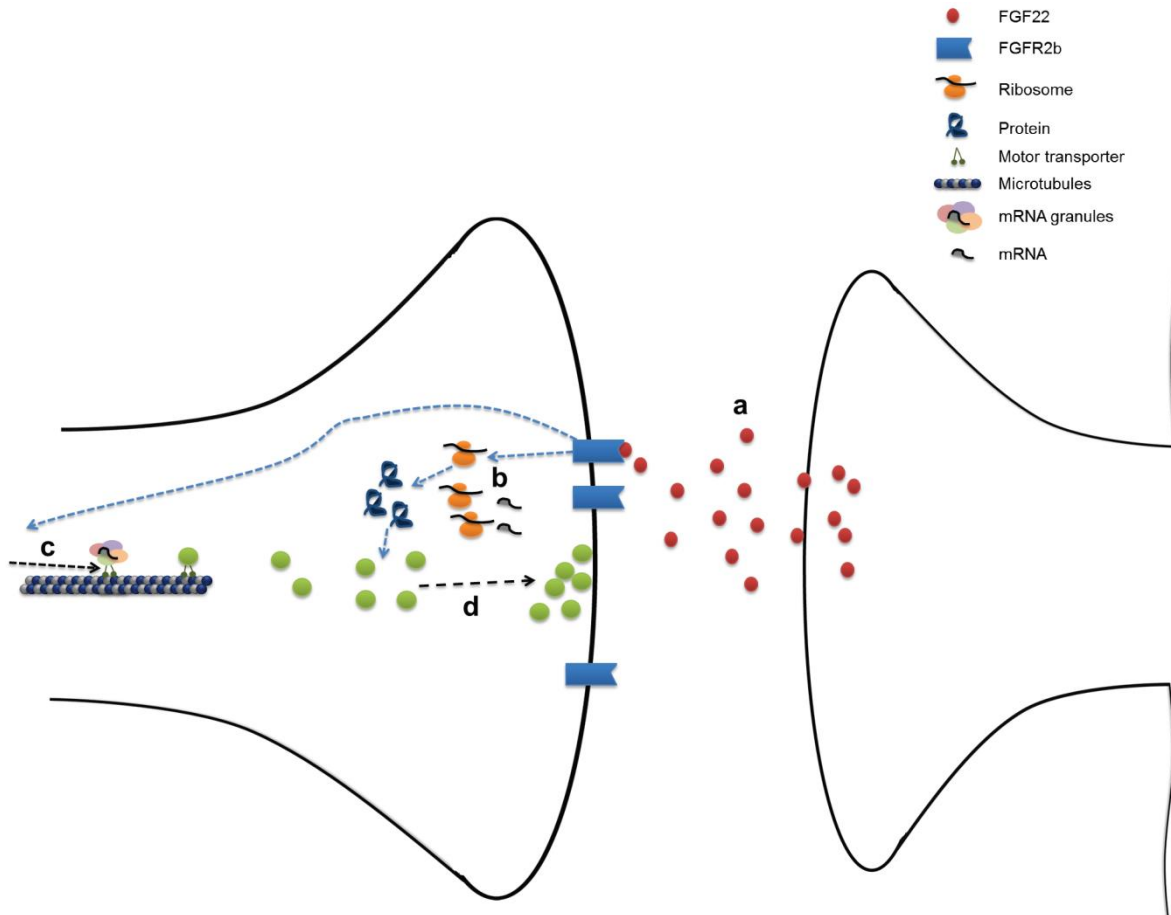 FGF22
FGFR2b
Ribosome
Protein
Motor transporter
Microtubules
mRNA granules
mRNA
a
b
c
d